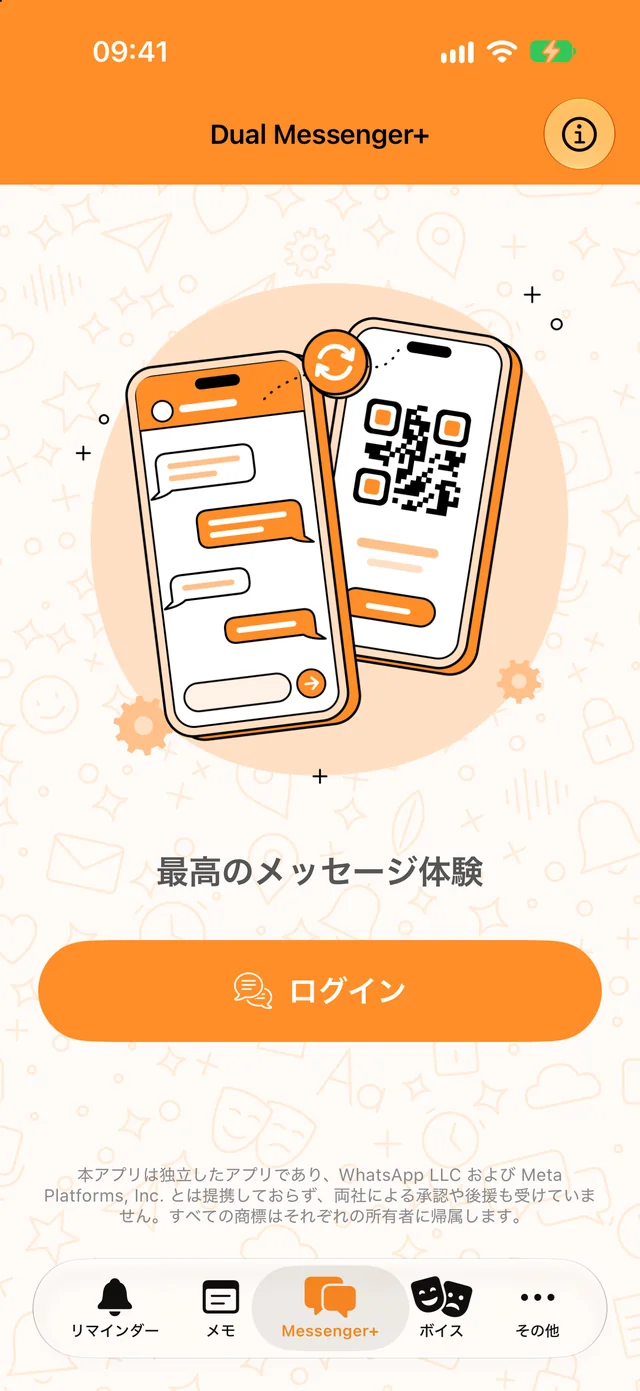 09:41
Dual Messenger+
最高のメッセージ体験
ログイン
Aa
本アプリは独立したアプリであり、WhatsApp LLC および Meta
Platforms, Inc. とは提携しておらず、両社による承認や後援も受けていま
せん。すべての商標はそれぞれの所有者に帰属します。
リマインダー
メモ
Messenger+
ボイス
その他